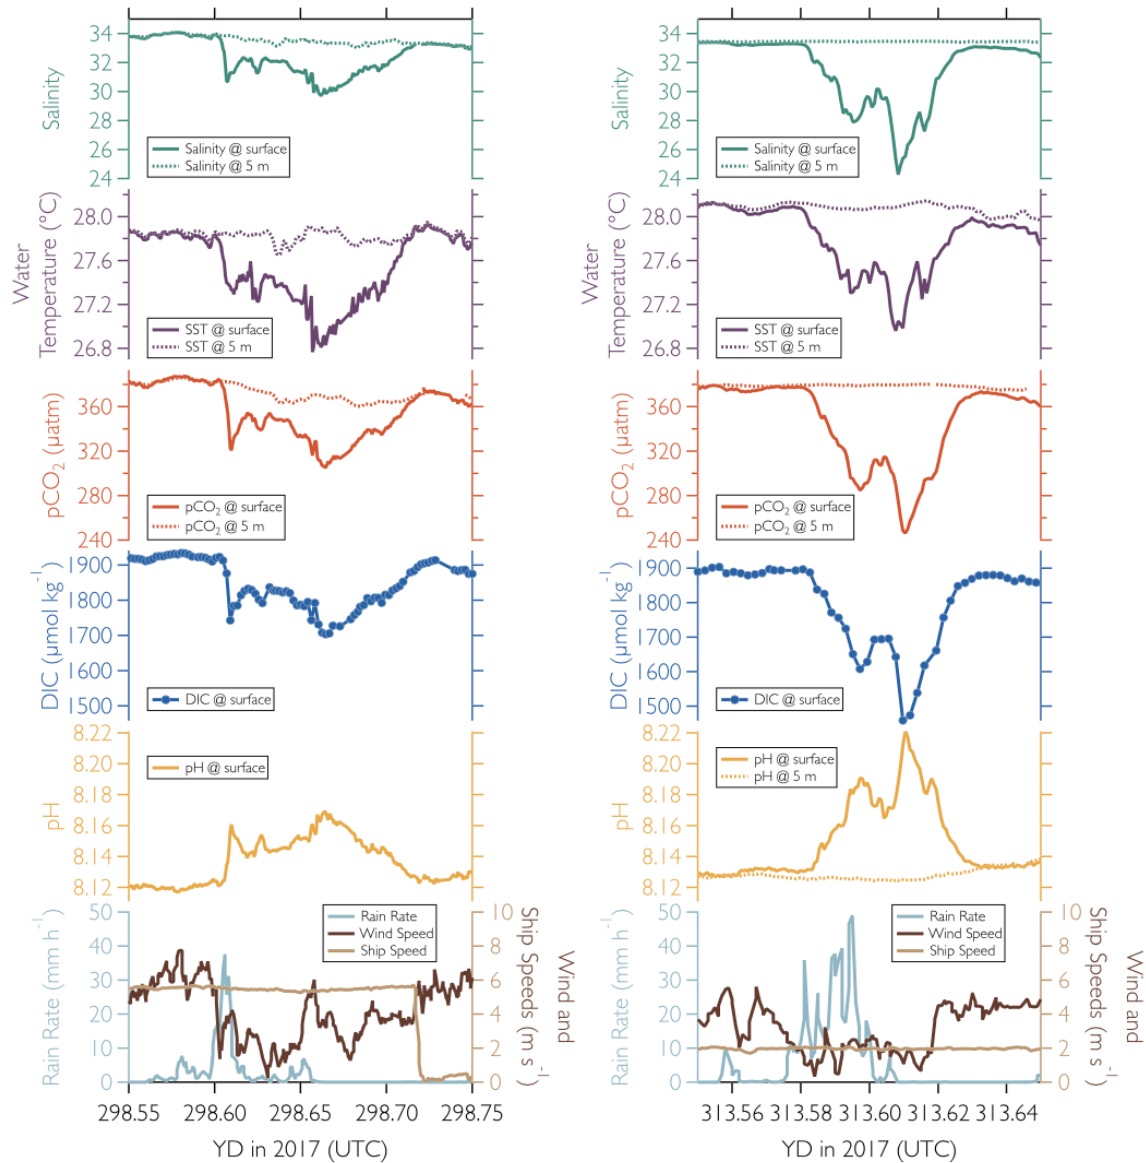 34
32
30
28
26
24
Salinity
Salinity @ surface
Salinity @ 5 m
34
32
30
28
26
24
Salinity
Salinity @ surface
Salinity @ 5 m
28.0
27.6
27.2
26.8
Water
Temperature (°C)
SST @ surface
SST @ 5 m
28.0
27.6
27.2
26.8
Water
Temperature (°C)
SST @ surface
SST @ 5 m
360
320
280
240
pCO₂ (µatm)
pCO₂ @ surface
pCO₂ @ 5 m
360
320
280
240
pCO₂ (µatm)
pCO₂ @ surface
pCO₂ @ 5 m
1900
1800
1700
1600
1500
DIC (µmol kg⁻¹)
DIC @ surface
1900
1800
1700
1600
1500
DIC (µmol kg⁻¹)
DIC @ surface
8.22
8.20
8.18
8.16
8.14
8.12
pH
pH @ surface
8.22
8.20
8.18
8.16
8.14
8.12
pH
pH @ surface
pH @ 5 m
50
40
30
20
10
0
Rain Rate (mm h⁻¹)
Rain Rate
Wind Speed
Ship Speed
10
8
6
4
2
0
Wind and
Ship Speeds (m s⁻¹)
298.55
298.60
298.65
298.70
298.75
YD in 2017 (UTC)
50
40
30
20
10
0
Rain Rate (mm h⁻¹)
Rain Rate
Wind Speed
Ship Speed
10
8
6
4
2
0
Wind and
Ship Speeds (m s⁻¹)
313.56
313.58
313.60
313.62
313.64
YD in 2017 (UTC)